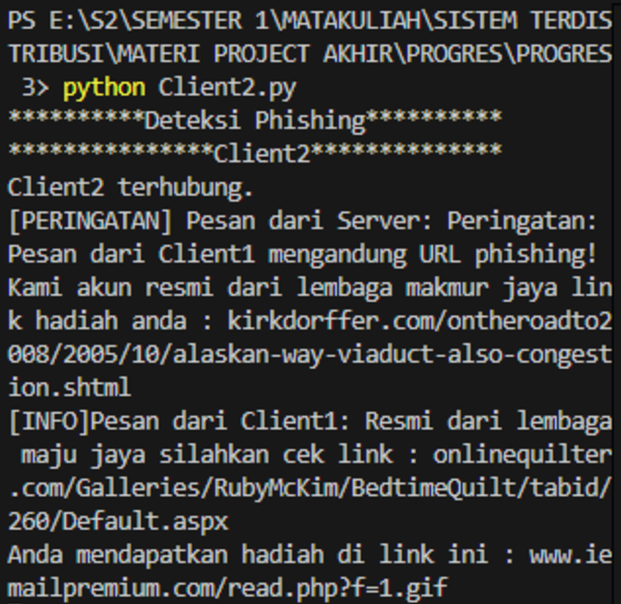 PS E:\S2\SEMESTER 1\MATAKULIAH\SISTEM TERDIS
TRIBUSI\MATERI PROJECT AKHIR\PROGRES\PROGRES
 3> python Client2.py
**********Deteksi Phishing**********
***************Client2**************
Client2 terhubung.
[PERINGATAN] Pesan dari Server: Peringatan:
Pesan dari Client1 mengandung URL phishing!
Kami akun resmi dari lembaga makmur jaya lin
k hadiah anda : kirkdorffer.com/ontheroadto2
008/2005/10/alaskan-way-viaduct-also-congest
ion.shtml
[INFO]Pesan dari Client1: Resmi dari lembaga
 maju jaya silahkan cek link : onlinequilter
.com/Galleries/RubyMcKim/BedtimeQuilt/tabid/
260/Default.aspx
Anda mendapatkan hadiah di link ini : www.ie
mailpremium.com/read.php?f=1.gif